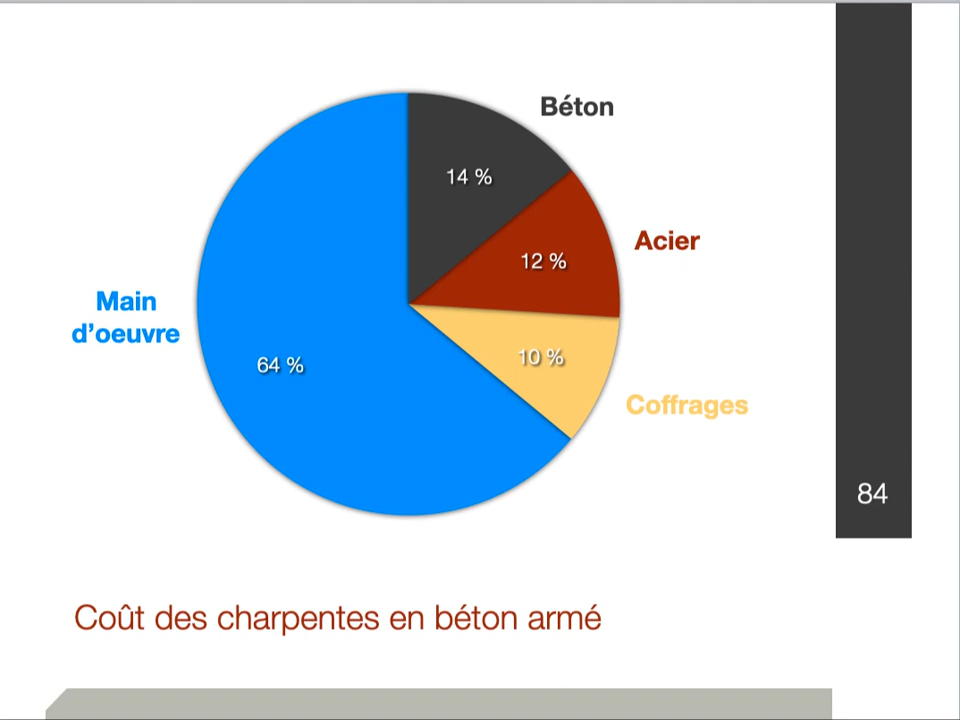 Béton
14 %
Acier
12 %
Main
d'oeuvre
64 %
10 %
Coffrages
84
Coût des charpentes en béton armé